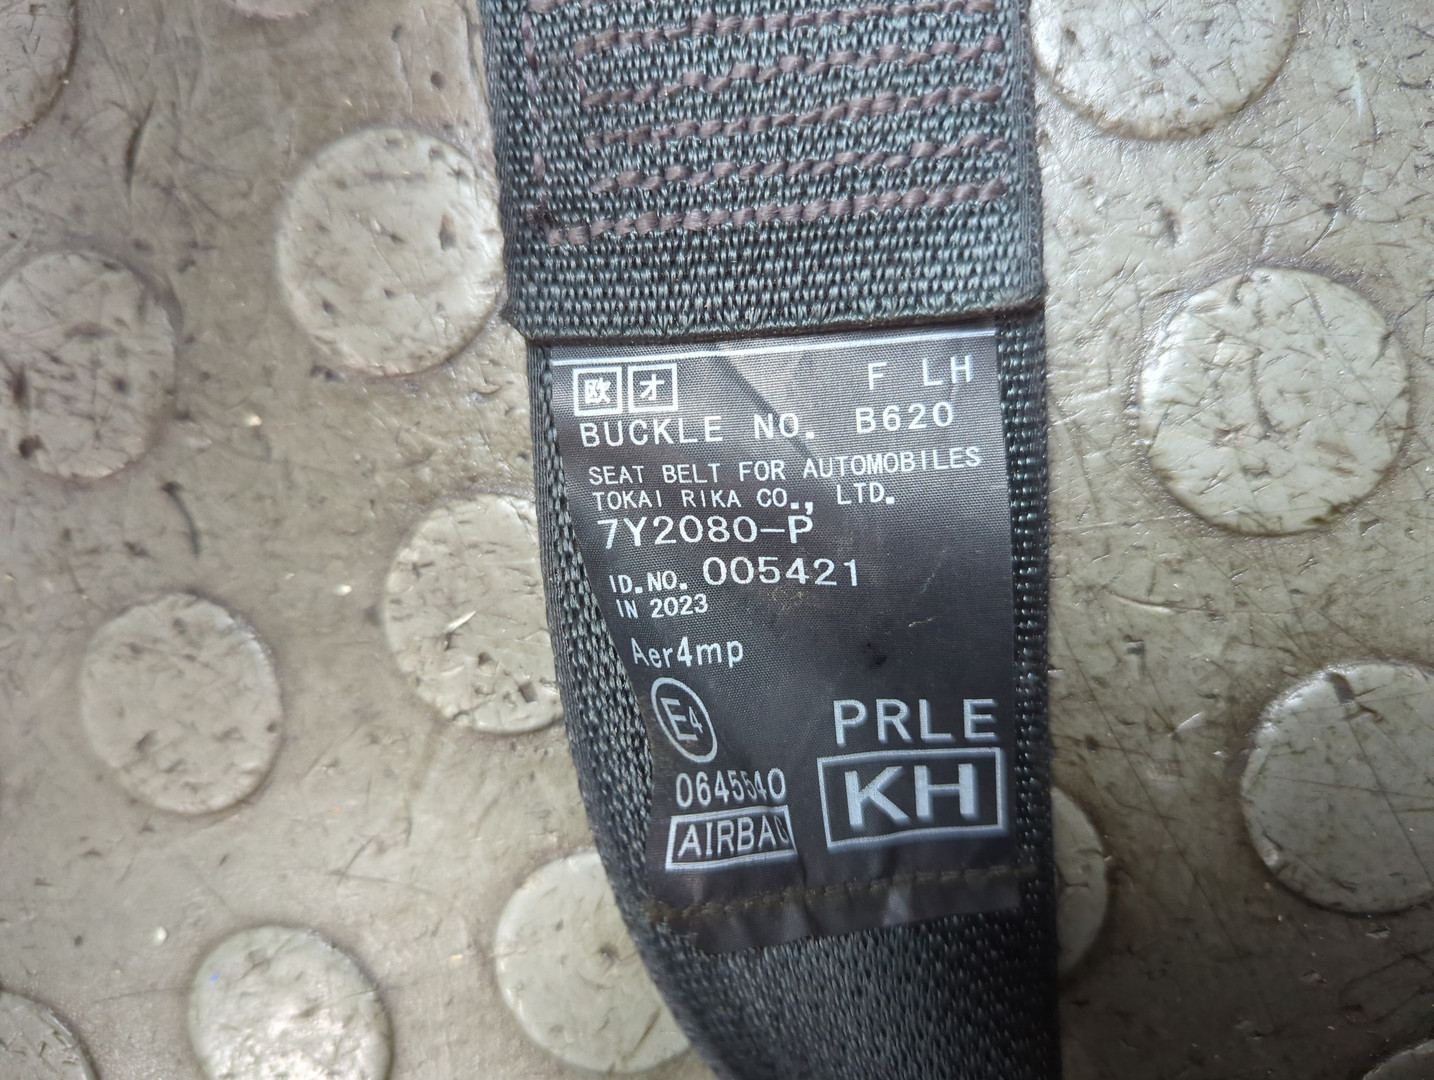 欧 オ F LH
BUCKLE NO. B620
SEAT BELT FOR AUTOMOBILES
TOKAI RIKA CO., LTD.
7Y2080-P
ID.NO. 005421
IN 2023
Aer4mp
E4
PRLE
0645540
KH
AIRBAG